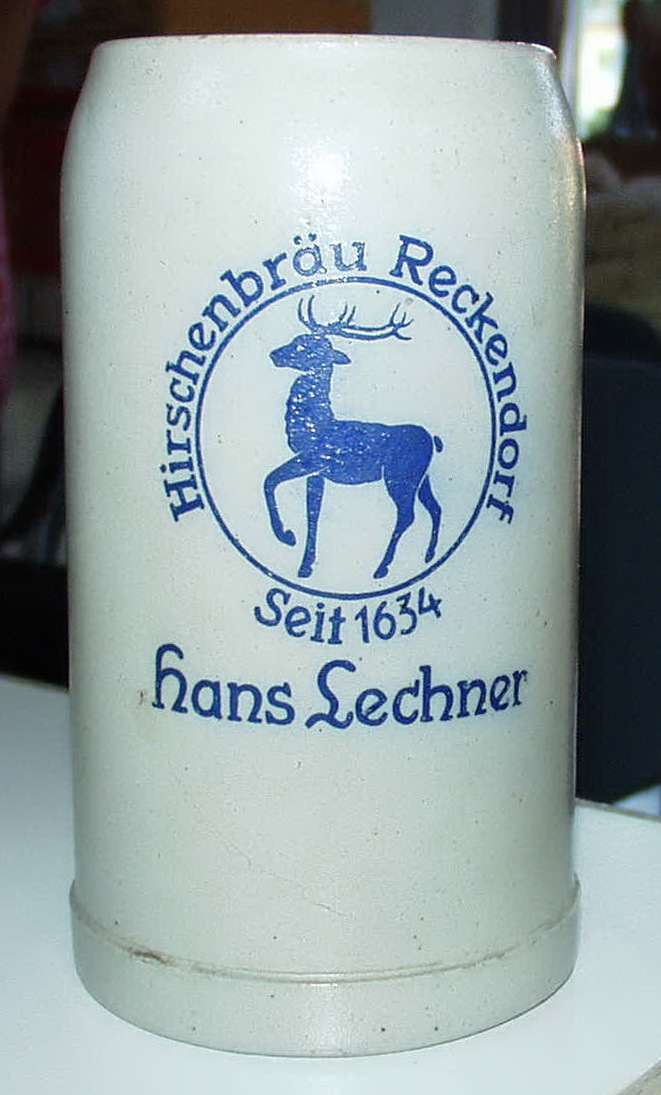 Hirschenbräu Reckendorf
Seit 1634
Hans Lechner